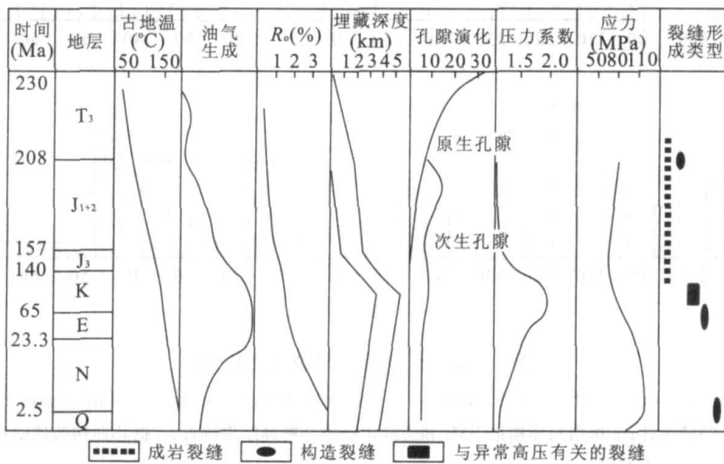 时间
(Ma)
地层
古地温
(℃)
50 150
油气
生成
Rₒ(%)
1 2 3
埋藏深度
(km)
1 2 3 4 5
孔隙演化
10 20 30
压力系数
1.5 2.0
应力
(MPa)
50 80 110
裂缝形
成类型
230
T₃
原生孔隙
208
J₁₊₂
次生孔隙
157
J₃
140
K
65
E
23.3
N
2.5
Q
成岩裂缝 构造裂缝 与异常高压有关的裂缝